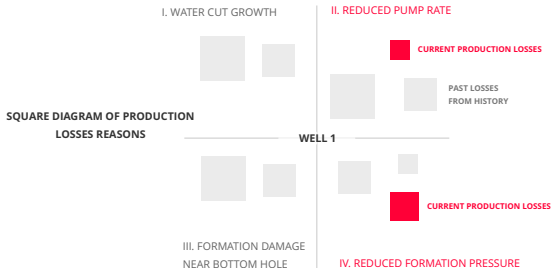 I. WATER CUT GROWTH
II. REDUCED PUMP RATE
CURRENT PRODUCTION LOSSES
PAST LOSSES
FROM HISTORY
SQUARE DIAGRAM OF PRODUCTION
LOSSES REASONS
WELL 1
CURRENT PRODUCTION LOSSES
III. FORMATION DAMAGE
NEAR BOTTOM HOLE
IV. REDUCED FORMATION PRESSURE